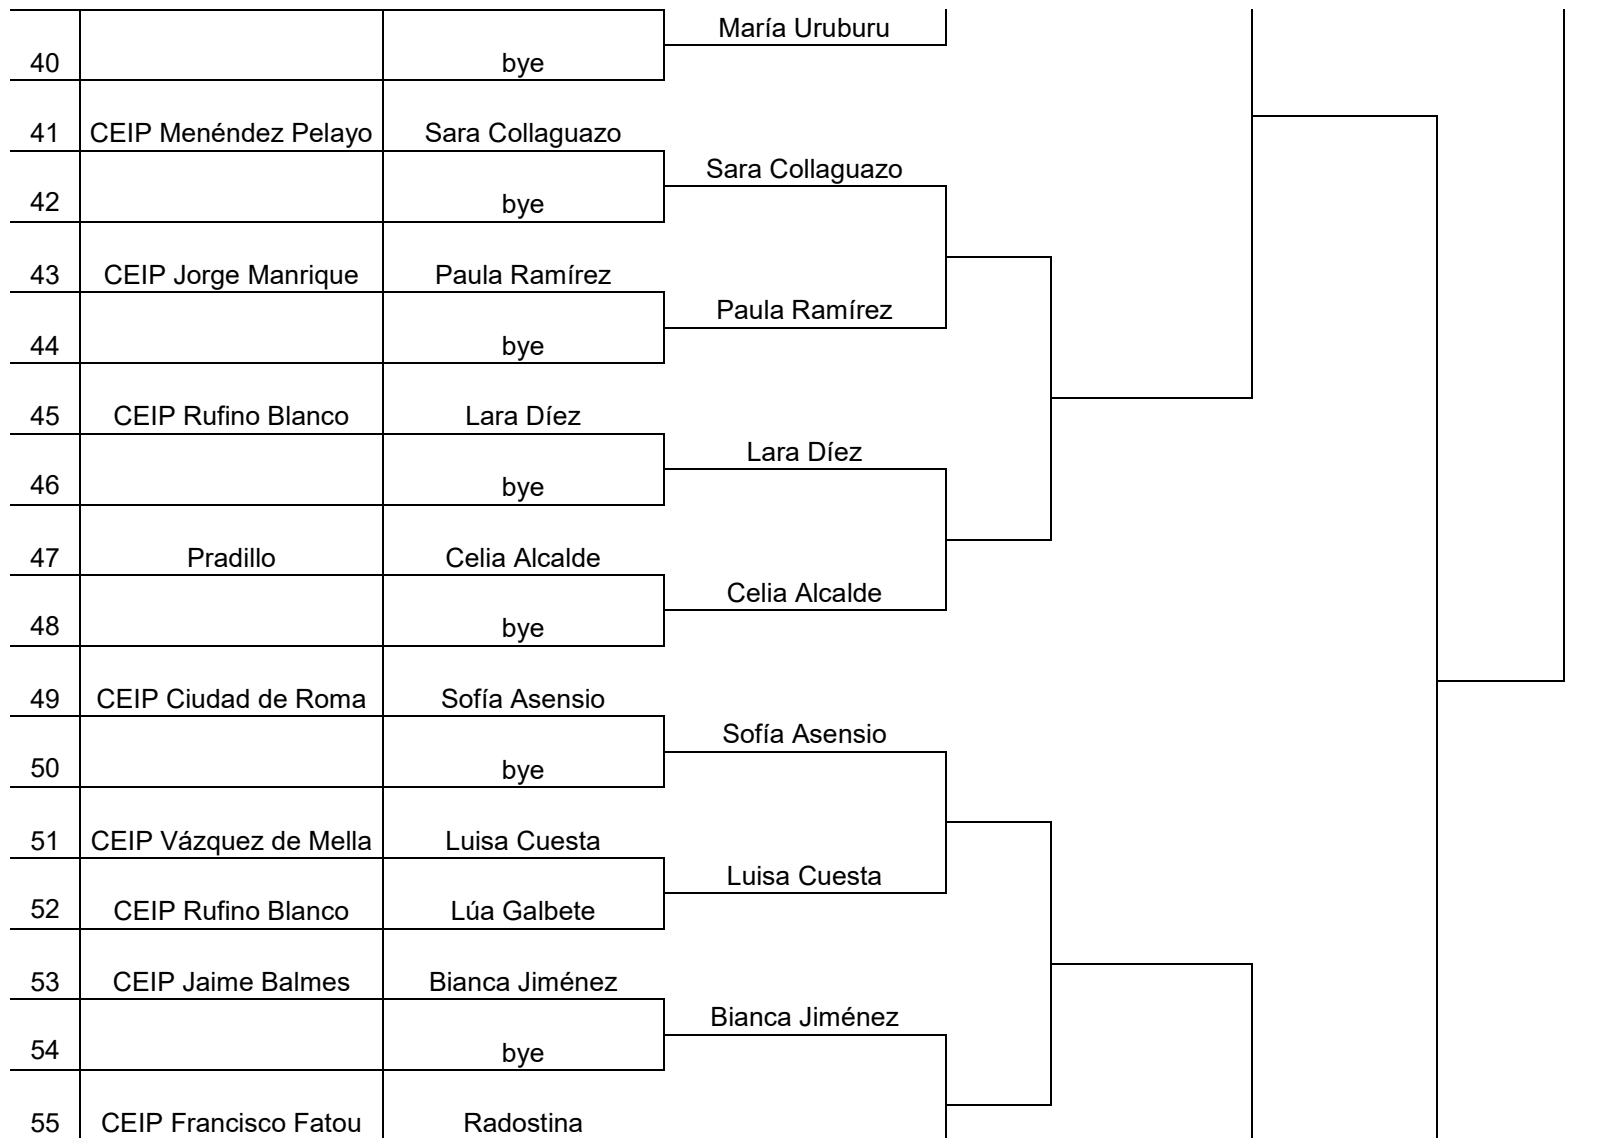 María Uruburu
40 bye
41 CEIP Menéndez Pelayo Sara Collaguazo
Sara Collaguazo
42 bye
43 CEIP Jorge Manrique Paula Ramírez
Paula Ramírez
44 bye
45 CEIP Rufino Blanco Lara Díez
Lara Díez
46 bye
47 Pradillo Celia Alcalde
Celia Alcalde
48 bye
49 CEIP Ciudad de Roma Sofía Asensio
Sofía Asensio
50 bye
51 CEIP Vázquez de Mella Luisa Cuesta
Luisa Cuesta
52 CEIP Rufino Blanco Lúa Galbete
53 CEIP Jaime Balmes Bianca Jiménez
Bianca Jiménez
54 bye
55 CEIP Francisco Fatou Radostina